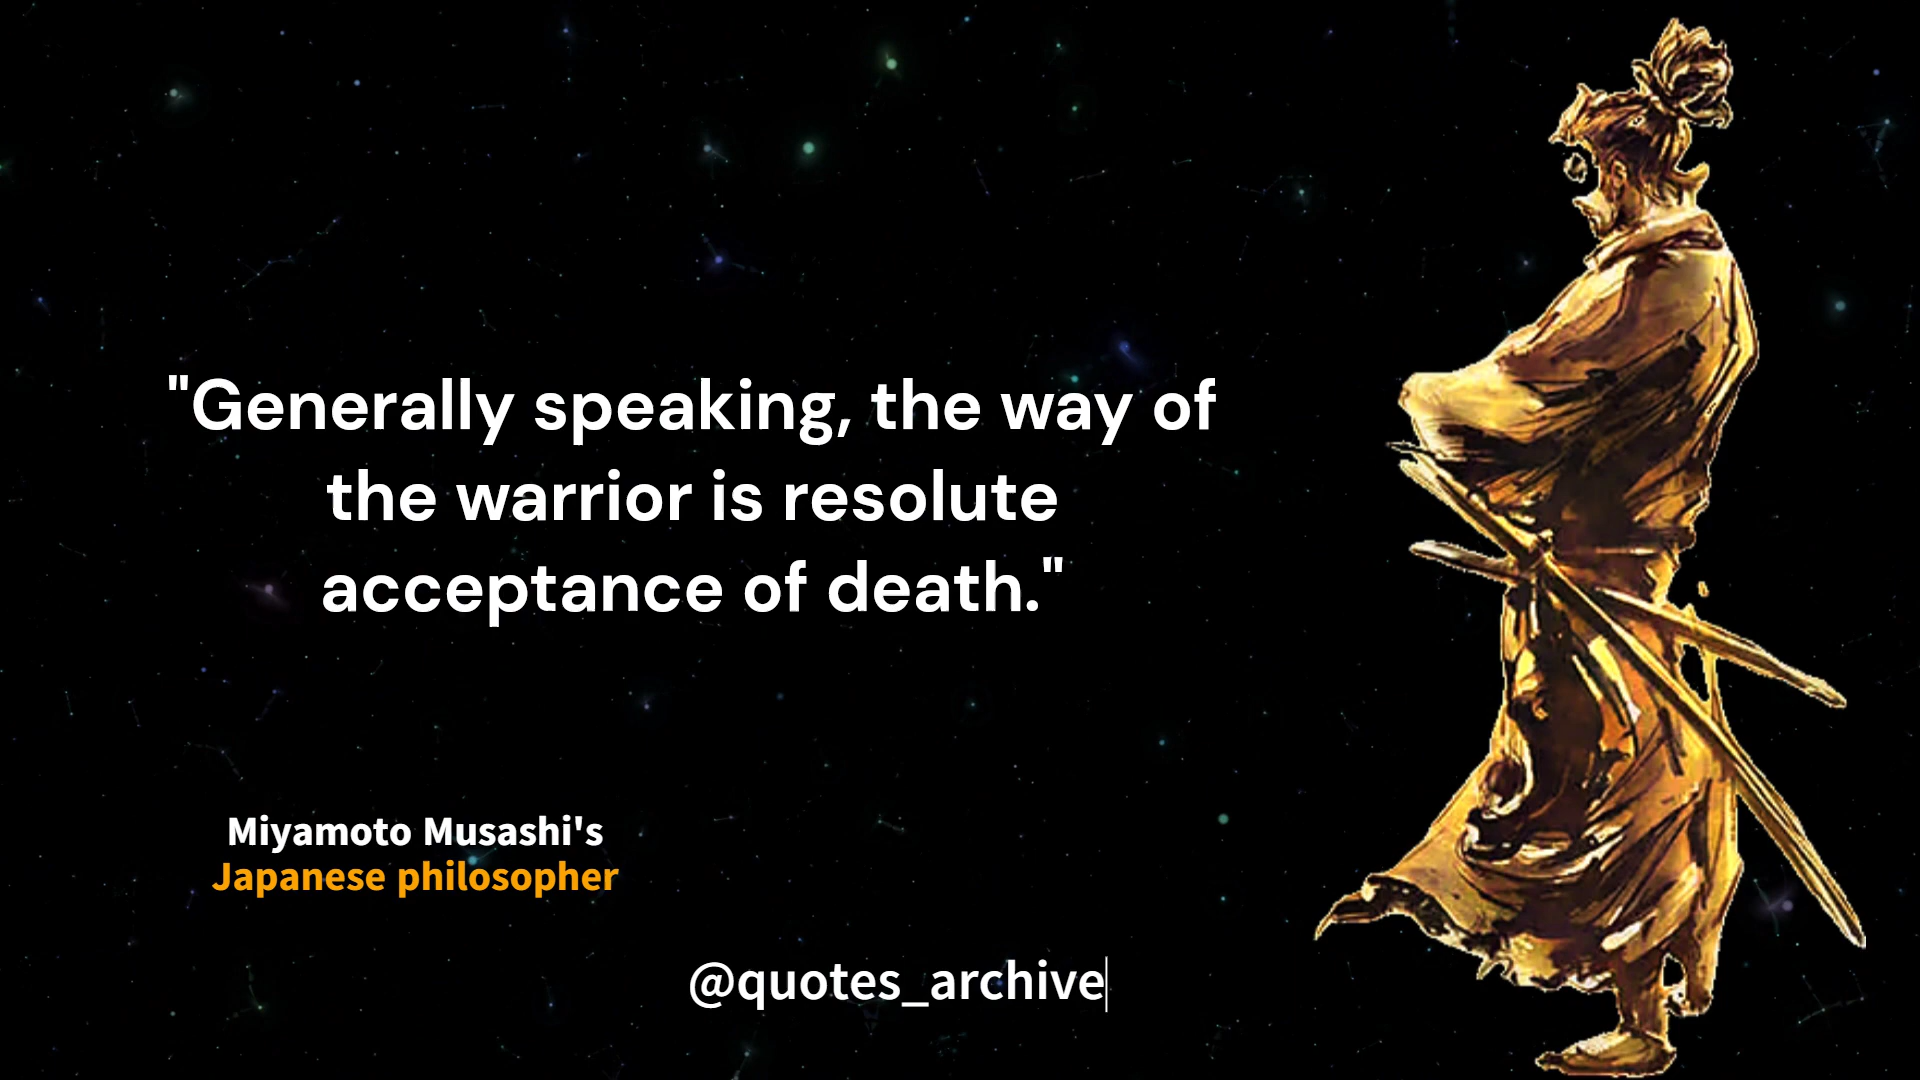 "Generally speaking, the way of
the warrior is resolute
acceptance of death."
Miyamoto Musashi's
Japanese philosopher
@quotes_archive